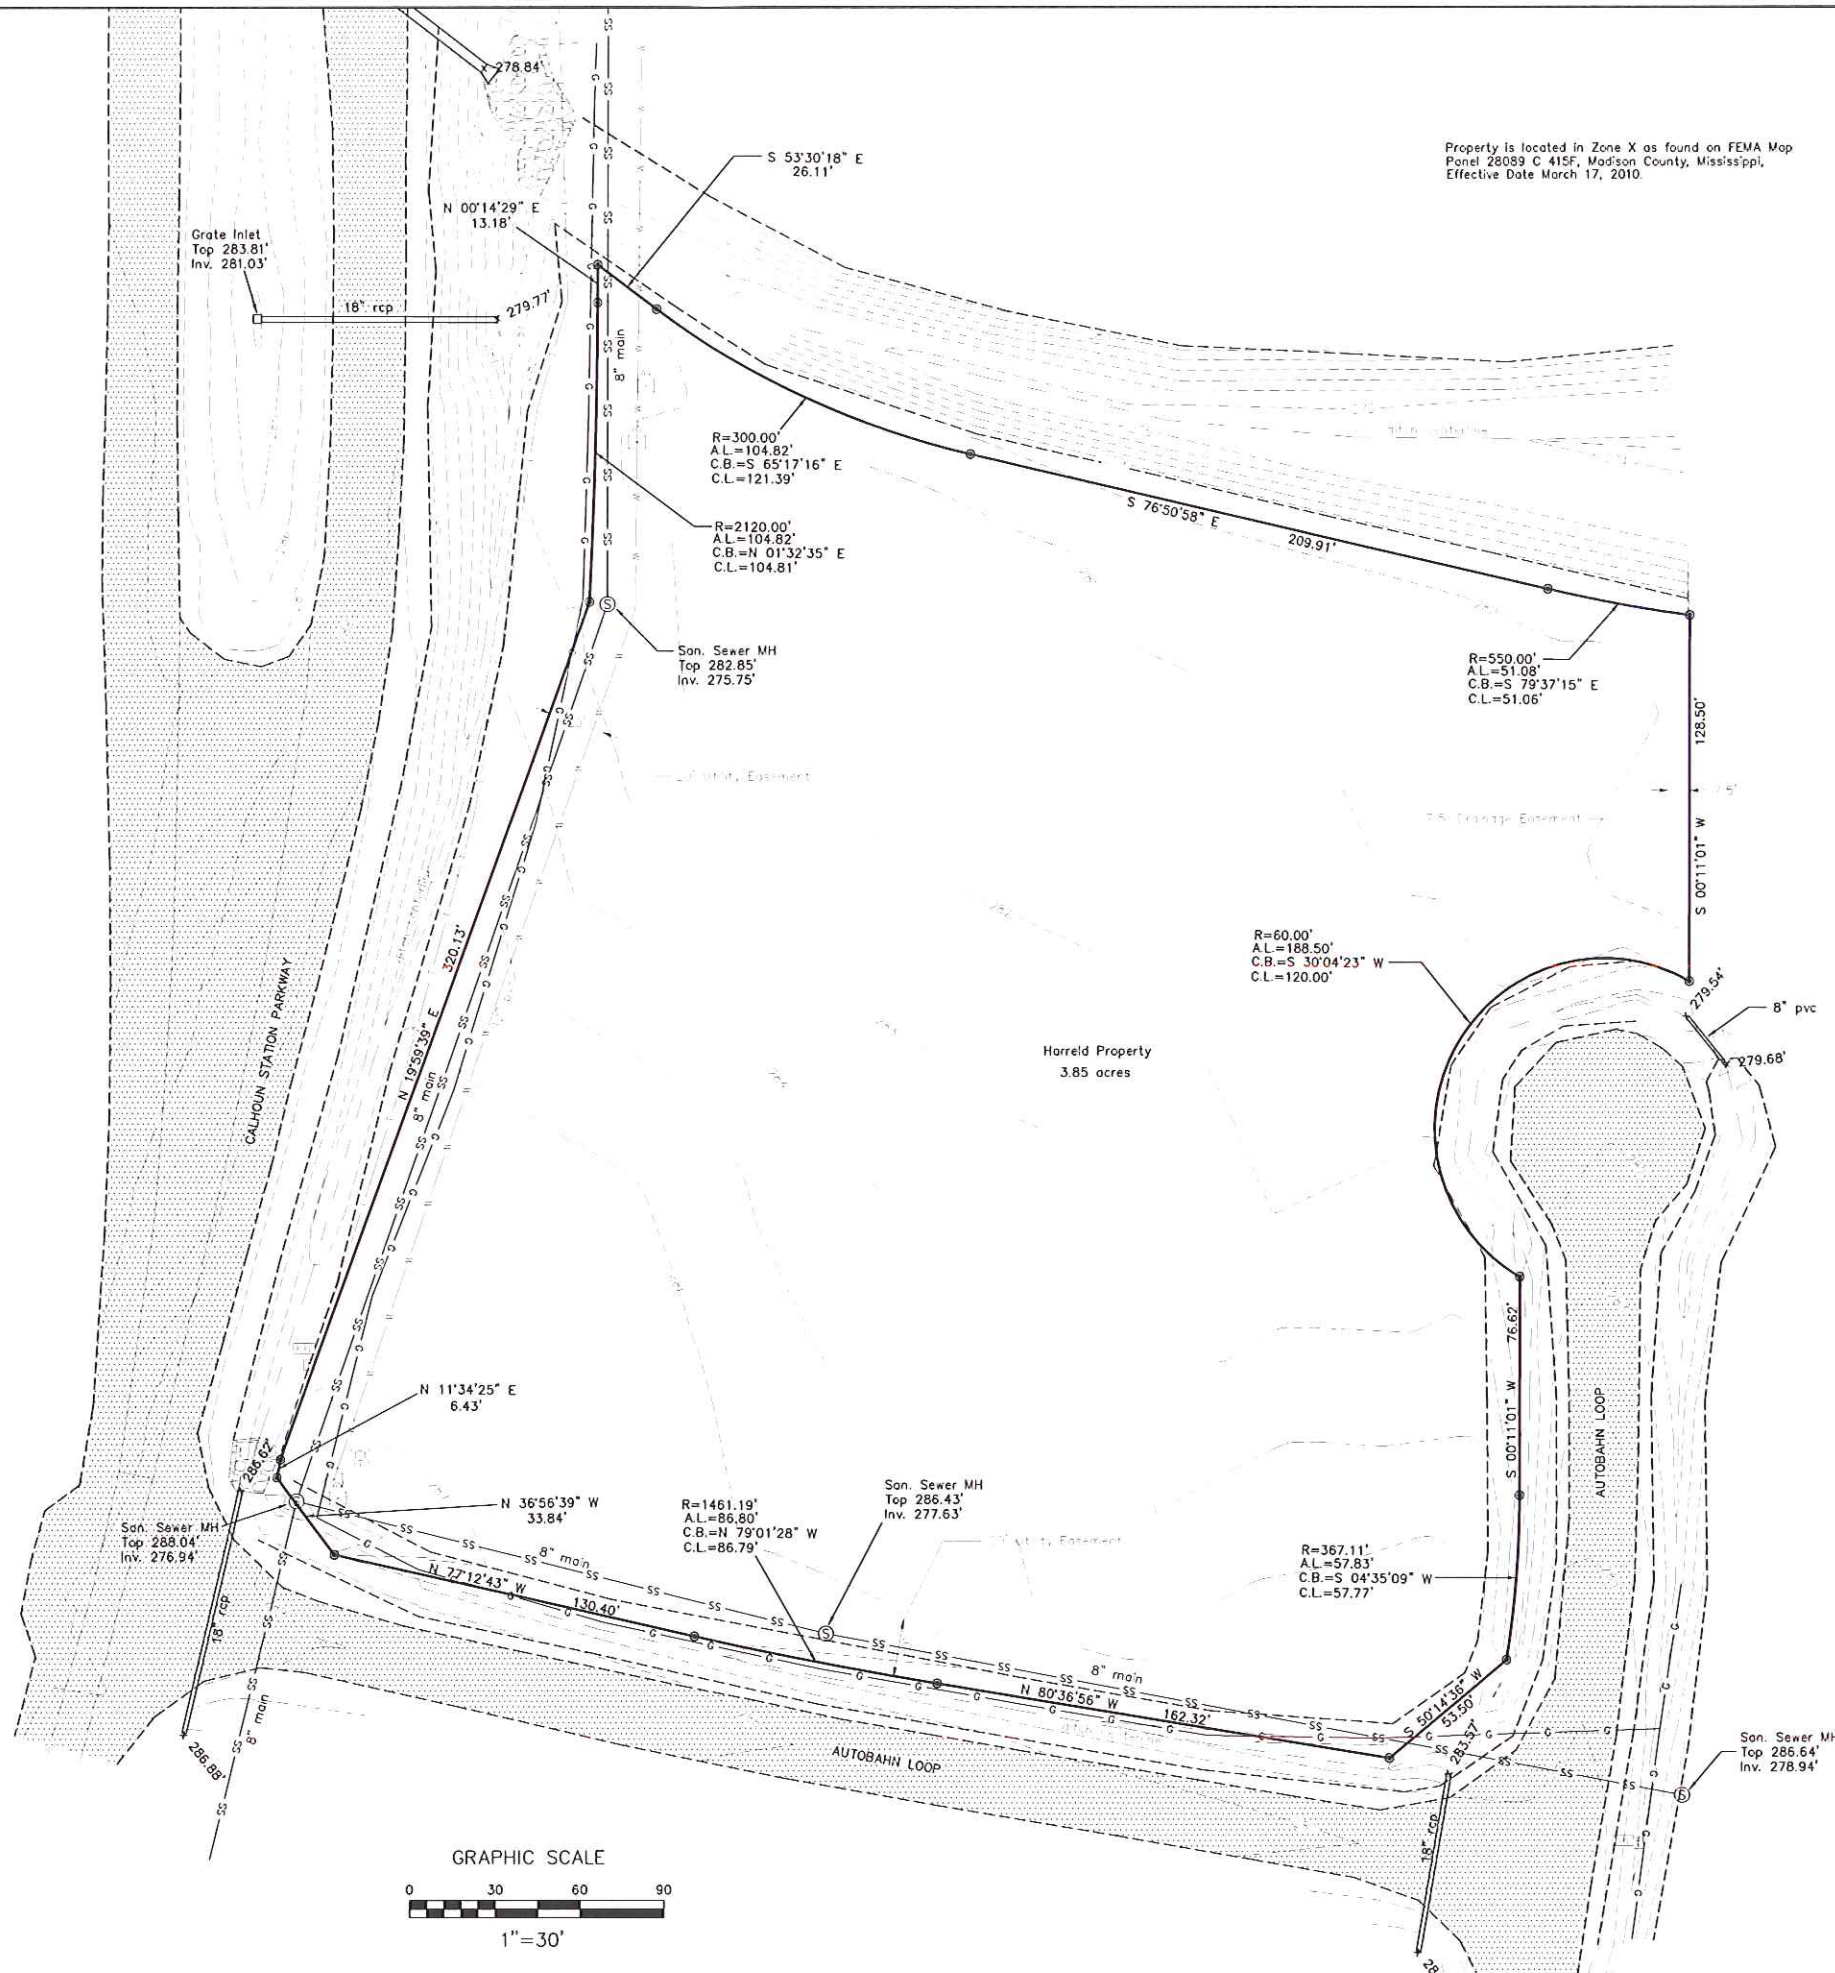 278.84'
Property is located in Zone X as found on FEMA Map
Panel 28089 C 415F, Madison County, Mississippi,
Effective Date March 17, 2010.
S 53°30'18" E
26.11'
N 00°14'29" E
13.18'
Grate Inlet
Top 283.81'
Inv. 281.03'
18" rcp
279.77'
8" main
R=300.00'
A.L.=104.82'
C.B.=S 65°17'16" E
C.L.=121.39'
S 76°50'58" E
209.91'
R=2120.00'
A.L.=104.82'
C.B.=N 01°32'35" E
C.L.=104.81'
San. Sewer MH
Top 282.85'
Inv. 275.75'
R=550.00'
A.L.=51.08'
C.B.=S 79°37'15" E
C.L.=51.06'
128.50'
S 00°11'01" W
Easement
7.5' Drainage Easement
R=60.00'
A.L.=188.50'
C.B.=S 30°04'23" W
C.L.=120.00'
279.54'
8" pvc
279.68'
Harreld Property
3.85 acres
CALHOUN STATION PARKWAY
N 19°59'39" E
320.13'
8" main
76.62'
S 00°11'01" W
AUTOBAHN LOOP
N 11°34'25" E
6.43'
286.62'
N 36°56'39" W
33.84'
San. Sewer MH
Top 288.04'
Inv. 276.94'
R=1461.19'
A.L.=86.80'
C.B.=N 79°01'28" W
C.L.=86.79'
San. Sewer MH
Top 286.43'
Inv. 277.63'
Easement
R=367.11'
A.L.=57.83'
C.B.=S 04°35'09" W
C.L.=57.77'
8" main
N 77°12'43" W
130.40'
18" rcp
8" main
286.88'
8" main
N 80°36'56" W
162.32'
S 50°14'36" W
53.50'
283.57'
AUTOBAHN LOOP
San. Sewer MH
Top 286.64'
Inv. 278.94'
18" rcp
GRAPHIC SCALE
0 30 60 90
1"=30'